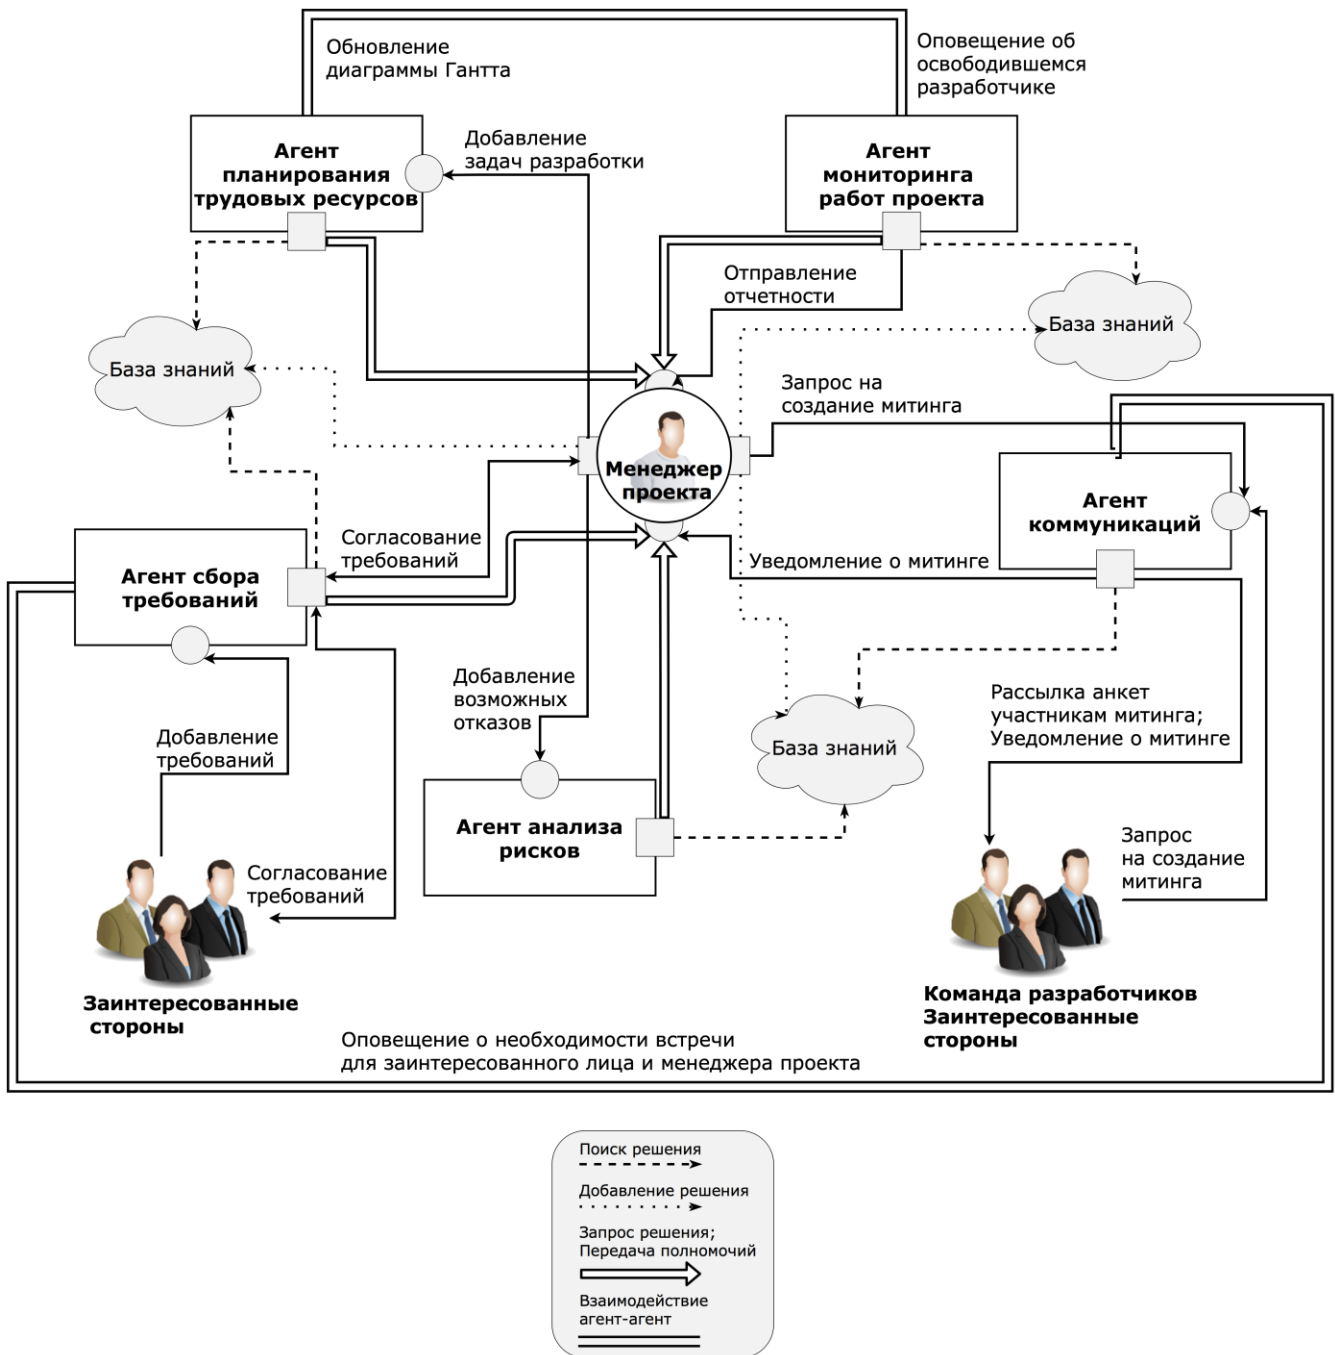 Обновление
диаграммы Гантта
Оповещение об
освободившемся
разработчике
Агент
планирования
трудовых ресурсов
Добавление
задач разработки
Агент
мониторинга
работ проекта
Отправление
отчетности
База знаний
База знаний
Запрос на
создание митинга
Менеджер
проекта
Агент
коммуникаций
Согласование
требований
Уведомление о митинге
Агент сбора
требований
Добавление
возможных
отказов
Рассылка анкет
участникам митинга;
Уведомление о митинге
Добавление
требований
База знаний
Агент анализа
рисков
Запрос
на создание
митинга
Согласование
требований
Заинтересованные
стороны
Команда разработчиков
Заинтересованные
стороны
Оповещение о необходимости встречи
для заинтересованного лица и менеджера проекта
Поиск решения
Добавление решения
Запрос решения;
Передача полномочий
Взаимодействие
агент-агент